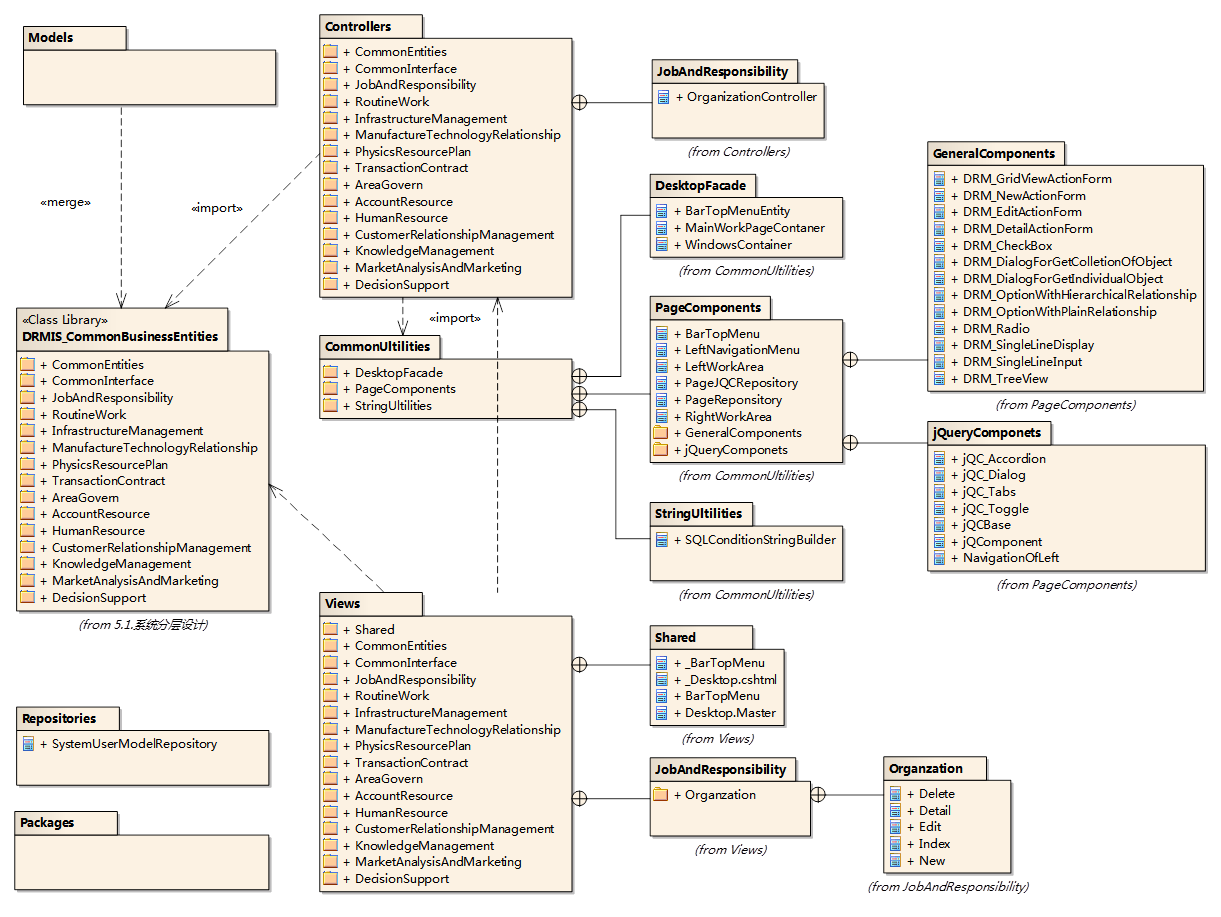 Models
«merge»
Controllers
+ CommonEntities
+ CommonInterface
+ JobAndResponsibility
+ RoutineWork
+ InfrastructureManagement
+ ManufactureTechnologyRelationship
+ PhysicsResourcePlan
+ TransactionContract
+ AreaGovern
+ AccountResource
+ HumanResource
+ CustomerRelationshipManagement
+ KnowledgeManagement
+ MarketAnalysisAndMarketing
+ DecisionSupport
«import»
«import»
JobAndResponsibility
+ OrganizationController
(from Controllers)
DesktopFacade
+ BarTopMenuEntity
+ MainWorkPageContaner
+ WindowsContainer
(from CommonUltilities)
GeneralComponents
+ DRM_GridViewActionForm
+ DRM_NewActionForm
+ DRM_EditActionForm
+ DRM_DetailActionForm
+ DRM_CheckBox
+ DRM_DialogForGetColletionOfObject
+ DRM_DialogForGetIndividualObject
+ DRM_OptionWithHierarchicalRelationship
+ DRM_OptionWithPlainRelationship
+ DRM_Radio
+ DRM_SingleLineDisplay
+ DRM_SingleLineInput
+ DRM_TreeView
(from PageComponents)
«Class Library»
DRMIS_CommonBusinessEntities
+ CommonEntities
+ CommonInterface
+ JobAndResponsibility
+ RoutineWork
+ InfrastructureManagement
+ ManufactureTechnologyRelationship
+ PhysicsResourcePlan
+ TransactionContract
+ AreaGovern
+ AccountResource
+ HumanResource
+ CustomerRelationshipManagement
+ KnowledgeManagement
+ MarketAnalysisAndMarketing
+ DecisionSupport
(from 5.1.系统分层设计)
CommonUltilities
+ DesktopFacade
+ PageComponents
+ StringUltilities
PageComponents
+ BarTopMenu
+ LeftNavigationMenu
+ LeftWorkArea
+ PageJQCRepository
+ PageReponsitory
+ RightWorkArea
+ GeneralComponents
+ jQueryComponets
(from CommonUltilities)
jQueryComponets
+ jQC_Accordion
+ jQC_Dialog
+ jQC_Tabs
+ jQC_Toggle
+ jQCBase
+ jQComponent
+ NavigationOfLeft
(from PageComponents)
StringUltilities
+ SQLConditionStringBuilder
(from CommonUltilities)
Views
+ Shared
+ CommonEntities
+ CommonInterface
+ JobAndResponsibility
+ RoutineWork
+ InfrastructureManagement
+ ManufactureTechnologyRelationship
+ PhysicsResourcePlan
+ TransactionContract
+ AreaGovern
+ AccountResource
+ HumanResource
+ CustomerRelationshipManagement
+ KnowledgeManagement
+ MarketAnalysisAndMarketing
+ DecisionSupport
Shared
+ _BarTopMenu
+ _Desktop.cshtml
+ BarTopMenu
+ Desktop.Master
(from Views)
JobAndResponsibility
+ Organzation
(from Views)
Organzation
+ Delete
+ Detail
+ Edit
+ Index
+ New
(from JobAndResponsibility)
Repositories
+ SystemUserModelRepository
Packages